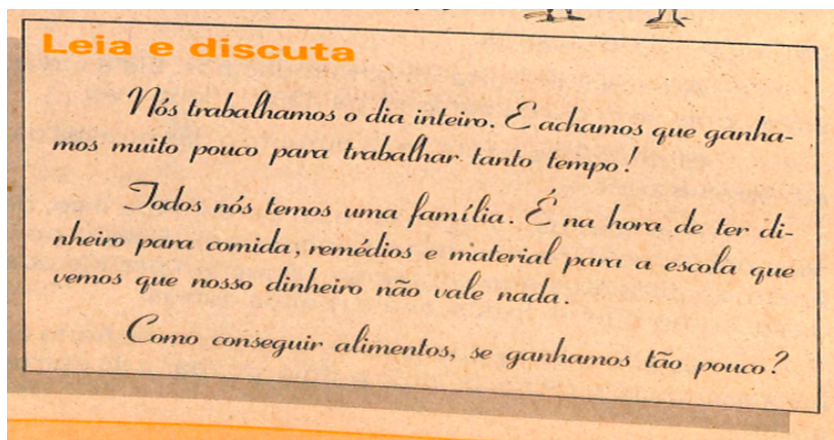 Leia e discuta
Nós trabalhamos o dia inteiro. E achamos que ganha-
mos muito pouco para trabalhar tanto tempo!
Todos nós temos uma família. É na hora de ter di-
nheiro para comida, remédios e material para a escola que
vemos que nosso dinheiro não vale nada.
Como conseguir alimentos, se ganhamos tão pouco?